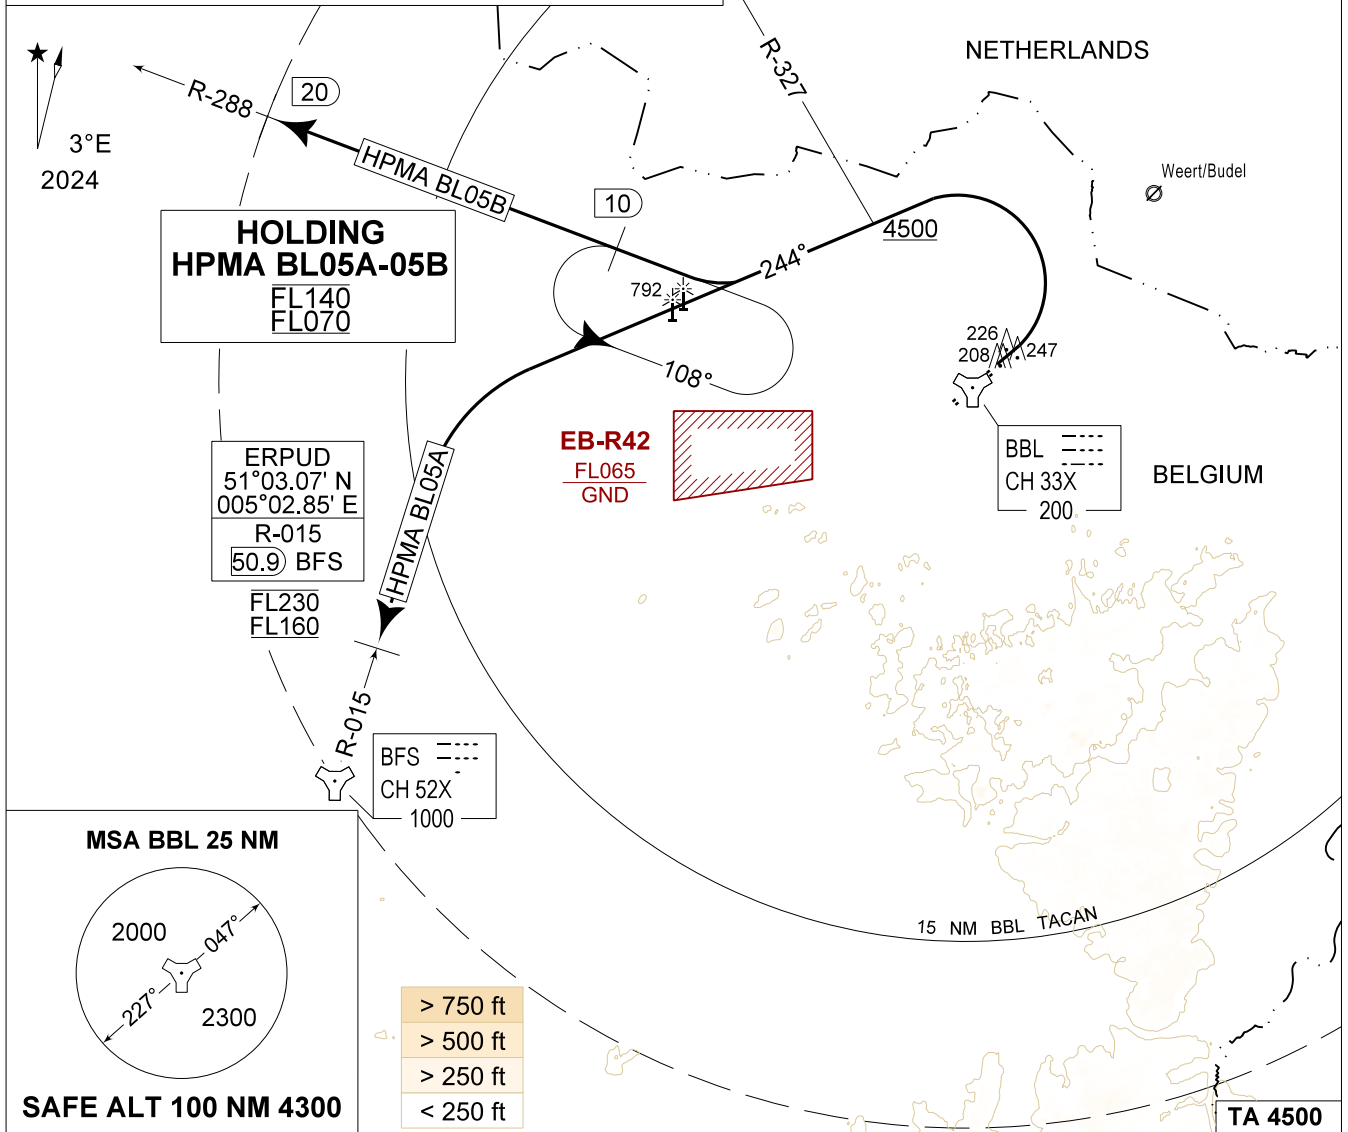 NETHERLANDS
R-327
R-288
20
3°E
2024
HPMA BL05B
Weert/Budel
10
HOLDING
HPMA BL05A-05B
FL140
FL070
4500
244°
792
226
208
247
108°
EB-R42
FL065
GND
BBL
CH 33X
200
BELGIUM
ERPUD
51°03.07' N
005°02.85' E
R-015
50.9 BFS
FL230
FL160
HPMA BL05A
R-015
BFS
CH 52X
1000
MSA BBL 25 NM
2000
047°
227°
2300
SAFE ALT 100 NM 4300
15 NM BBL TACAN
> 750 ft
> 500 ft
> 250 ft
< 250 ft
TA 4500